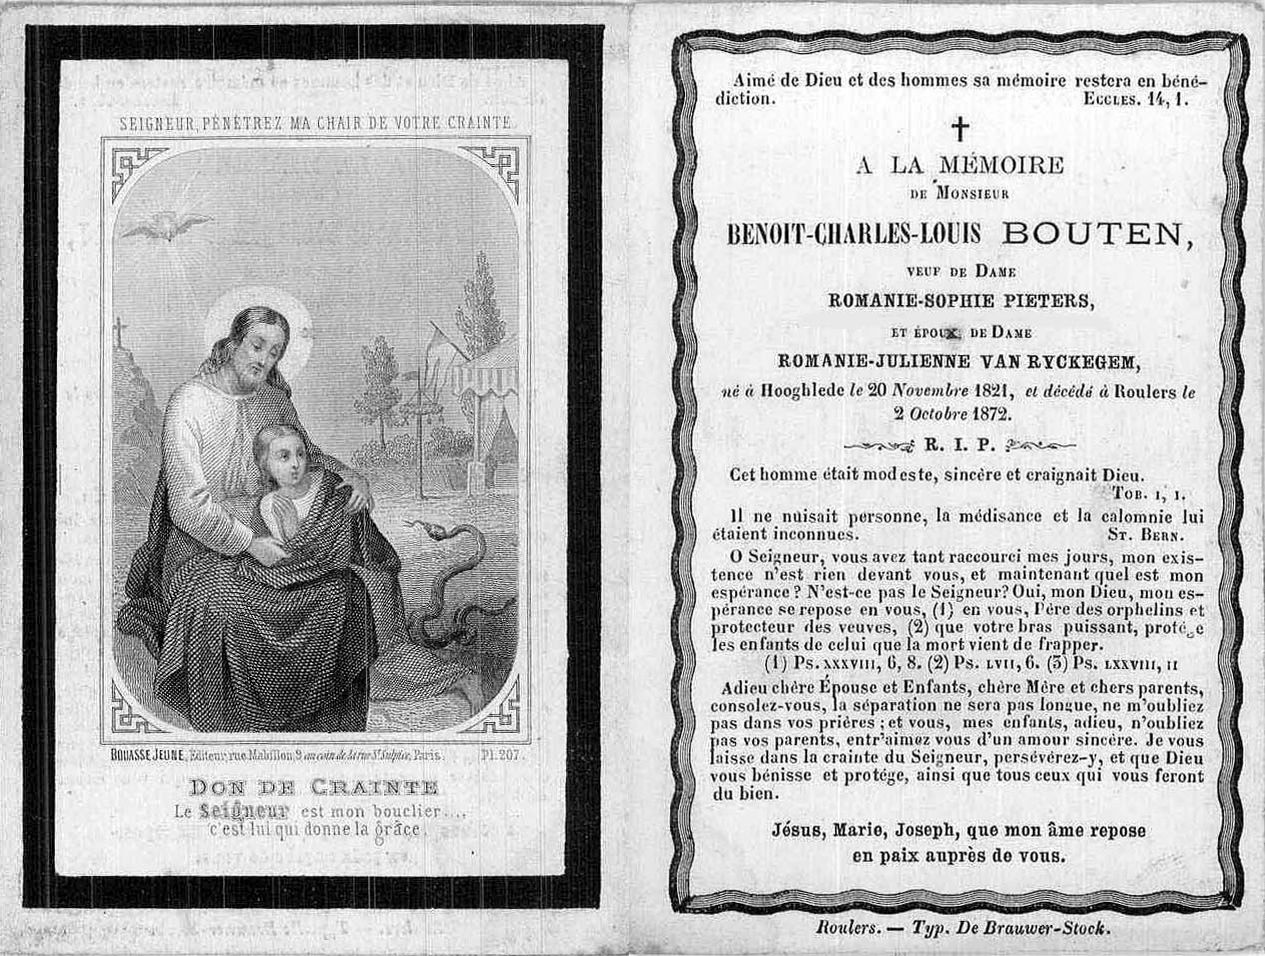 SEIGNEUR, PÉNÉTREZ MA CHAIR DE VOTRE CRAINTE
BOUASSE JEUNE, Editeur, rue Mabillon, 9 au coin de la rue St Sulpice, Paris. Pl. 207.
DON DE CRAINTE
Le Seigneur est mon bouclier....
c'est lui qui donne la grâce.
Aimé de Dieu et des hommes sa mémoire restera en béné-
diction. ECCLES. 14, 1.
A LA MÉMOIRE
DE MONSIEUR
BENOIT-CHARLES-LOUIS BOUTEN,
VEUF DE DAME
ROMANIE-SOPHIE PIETERS,
ET ÉPOUX DE DAME
ROMANIE-JULIENNE VAN RYCKEGEM,
né à Hooghlede le 20 Novembre 1821, et décédé à Roulers le
2 Octobre 1872.
R. I. P.
Cet homme était modeste, sincère et craignait Dieu.
TOB. I, I.
Il ne nuisait personne, la médisance et la calomnie lui
étaient inconnues. ST. BERN.
O Seigneur, vous avez tant raccourci mes jours, mon exis-
tence n'est rien devant vous, et maintenant quel est mon
espérance? N'est-ce pas le Seigneur? Oui, mon Dieu, mon es-
pérance se repose en vous, (1) en vous, l'ére des orphelins et
protecteur des veuves, (2) que votre bras puissant, protége
les enfants de celui que la mort vient de frapper.
(1) Ps. XXXVIII, 6, 8. (2) Ps. LVII, 6. (3) Ps. LXXVIII, II
Adieu chère Épouse et Enfants, chère Mère et chers parents,
consolez-vous, la séparation ne sera pas longue, ne m'oubliez
pas dans vos prières ; et vous, mes enfants, adieu, n'oubliez
pas vos parents, entr'aimez vous d'un amour sincère. Je vous
laisse dans la crainte du Seigneur, persévérez-y, et que Dieu
vous bénisse et protége, ainsi que tous ceux qui vous feront
du bien.
Jésus, Marie, Joseph, que mon âme repose
en paix auprès de vous.
Roulers. — Typ. De Brauwer-Stock.